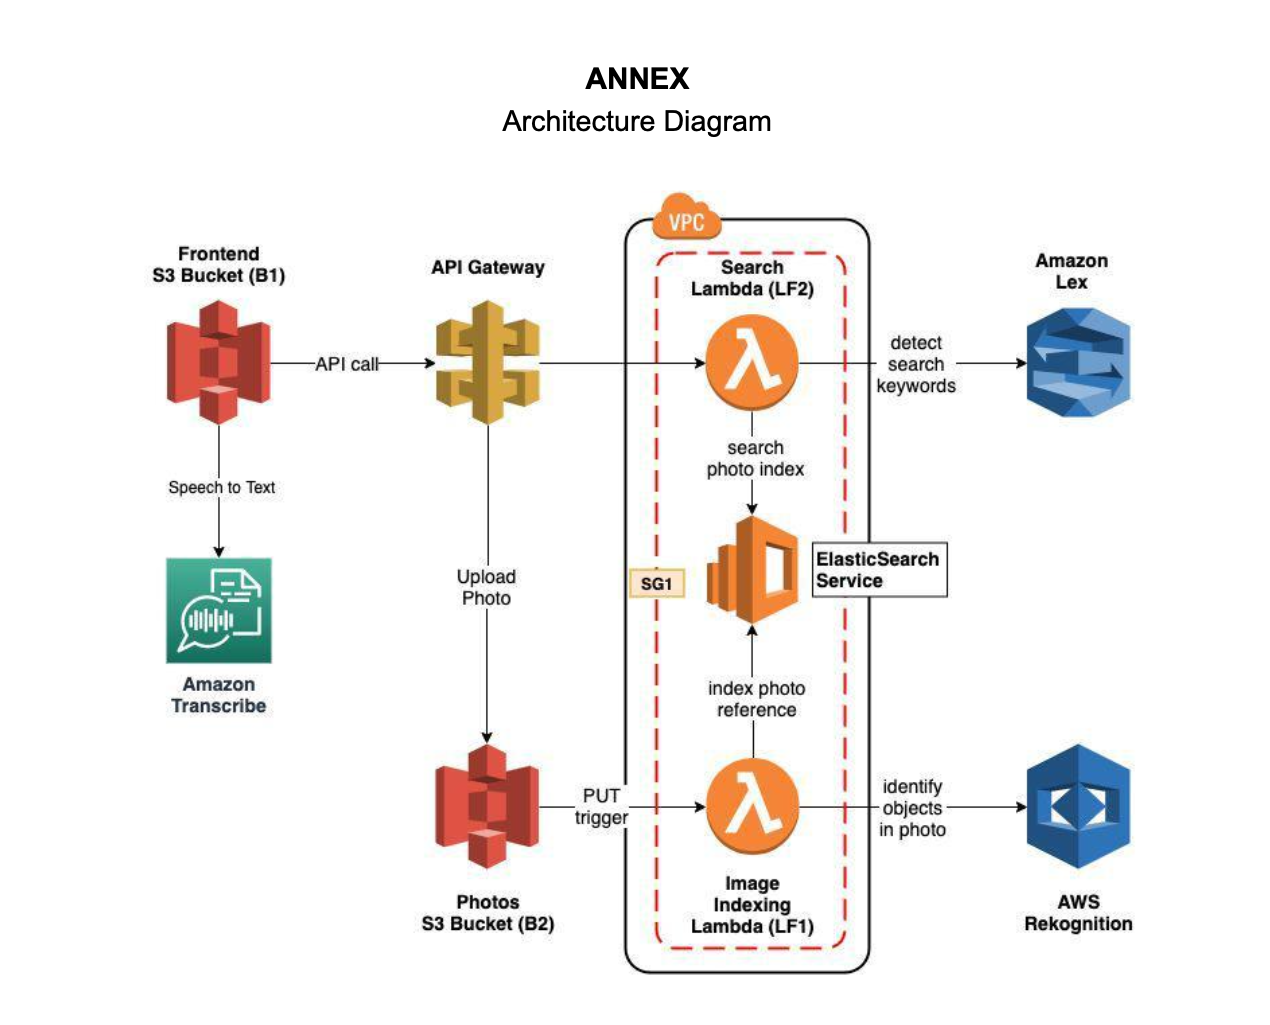 ANNEX
Architecture Diagram
VPC
Frontend
S3 Bucket (B1)
API Gateway
Search
Lambda (LF2)
Amazon
Lex
API call
detect
search
keywords
search
photo index
Speech to Text
ElasticSearch
Service
SG1
Upload
Photo
Amazon
Transcribe
index photo
reference
PUT
trigger
identify
objects
in photo
Image
Indexing
Lambda (LF1)
Photos
S3 Bucket (B2)
AWS
Rekognition